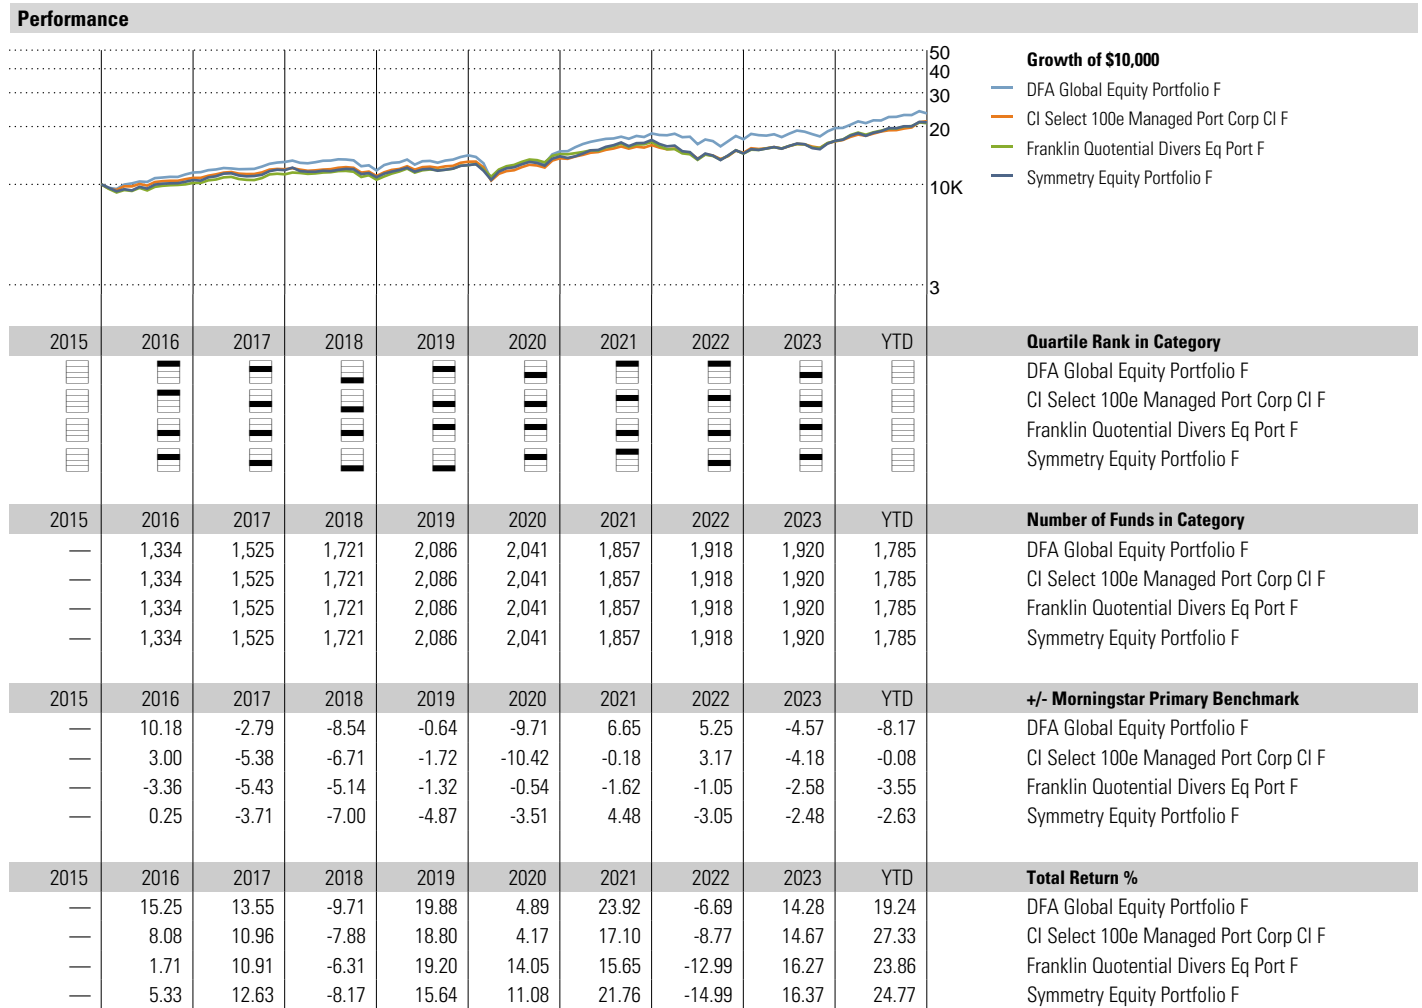 Performance
50
40
30
20
10K
3
Growth of $10,000
DFA Global Equity Portfolio F
CI Select 100e Managed Port Corp Cl F
Franklin Quotential Divers Eq Port F
Symmetry Equity Portfolio F
2015 2016 2017 2018 2019 2020 2021 2022 2023 YTD Quartile Rank in Category
DFA Global Equity Portfolio F
CI Select 100e Managed Port Corp Cl F
Franklin Quotential Divers Eq Port F
Symmetry Equity Portfolio F
2015 2016 2017 2018 2019 2020 2021 2022 2023 YTD Number of Funds in Category
— 1,334 1,525 1,721 2,086 2,041 1,857 1,918 1,920 1,785 DFA Global Equity Portfolio F
— 1,334 1,525 1,721 2,086 2,041 1,857 1,918 1,920 1,785 CI Select 100e Managed Port Corp Cl F
— 1,334 1,525 1,721 2,086 2,041 1,857 1,918 1,920 1,785 Franklin Quotential Divers Eq Port F
— 1,334 1,525 1,721 2,086 2,041 1,857 1,918 1,920 1,785 Symmetry Equity Portfolio F
2015 2016 2017 2018 2019 2020 2021 2022 2023 YTD +/- Morningstar Primary Benchmark
— 10.18 -2.79 -8.54 -0.64 -9.71 6.65 5.25 -4.57 -8.17 DFA Global Equity Portfolio F
— 3.00 -5.38 -6.71 -1.72 -10.42 -0.18 3.17 -4.18 -0.08 CI Select 100e Managed Port Corp Cl F
— -3.36 -5.43 -5.14 -1.32 -0.54 -1.62 -1.05 -2.58 -3.55 Franklin Quotential Divers Eq Port F
— 0.25 -3.71 -7.00 -4.87 -3.51 4.48 -3.05 -2.48 -2.63 Symmetry Equity Portfolio F
2015 2016 2017 2018 2019 2020 2021 2022 2023 YTD Total Return %
— 15.25 13.55 -9.71 19.88 4.89 23.92 -6.69 14.28 19.24 DFA Global Equity Portfolio F
— 8.08 10.96 -7.88 18.80 4.17 17.10 -8.77 14.67 27.33 CI Select 100e Managed Port Corp Cl F
— 1.71 10.91 -6.31 19.20 14.05 15.65 -12.99 16.27 23.86 Franklin Quotential Divers Eq Port F
— 5.33 12.63 -8.17 15.64 11.08 21.76 -14.99 16.37 24.77 Symmetry Equity Portfolio F